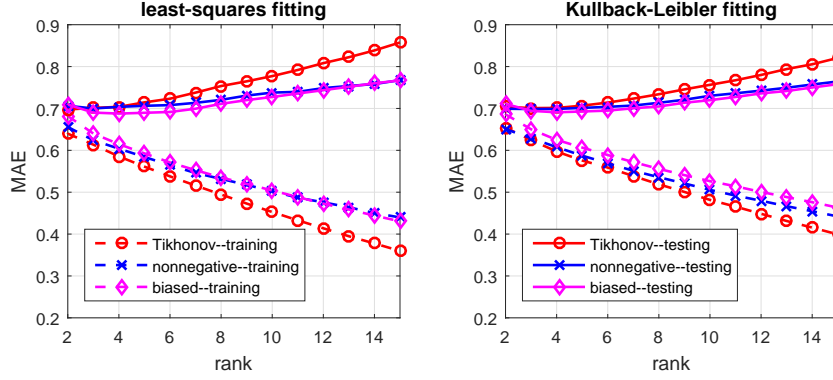 least-squares fitting
MAE
0.9
0.8
0.7
0.6
0.5
0.4
0.3
0.2
Tikhonov--training
nonnegative--training
biased--training
2 4 6 8 10 12 14
rank
Kullback-Leibler fitting
MAE
0.9
0.8
0.7
0.6
0.5
0.4
0.3
0.2
Tikhonov--testing
nonnegative--testing
biased--testing
2 4 6 8 10 12 14
rank